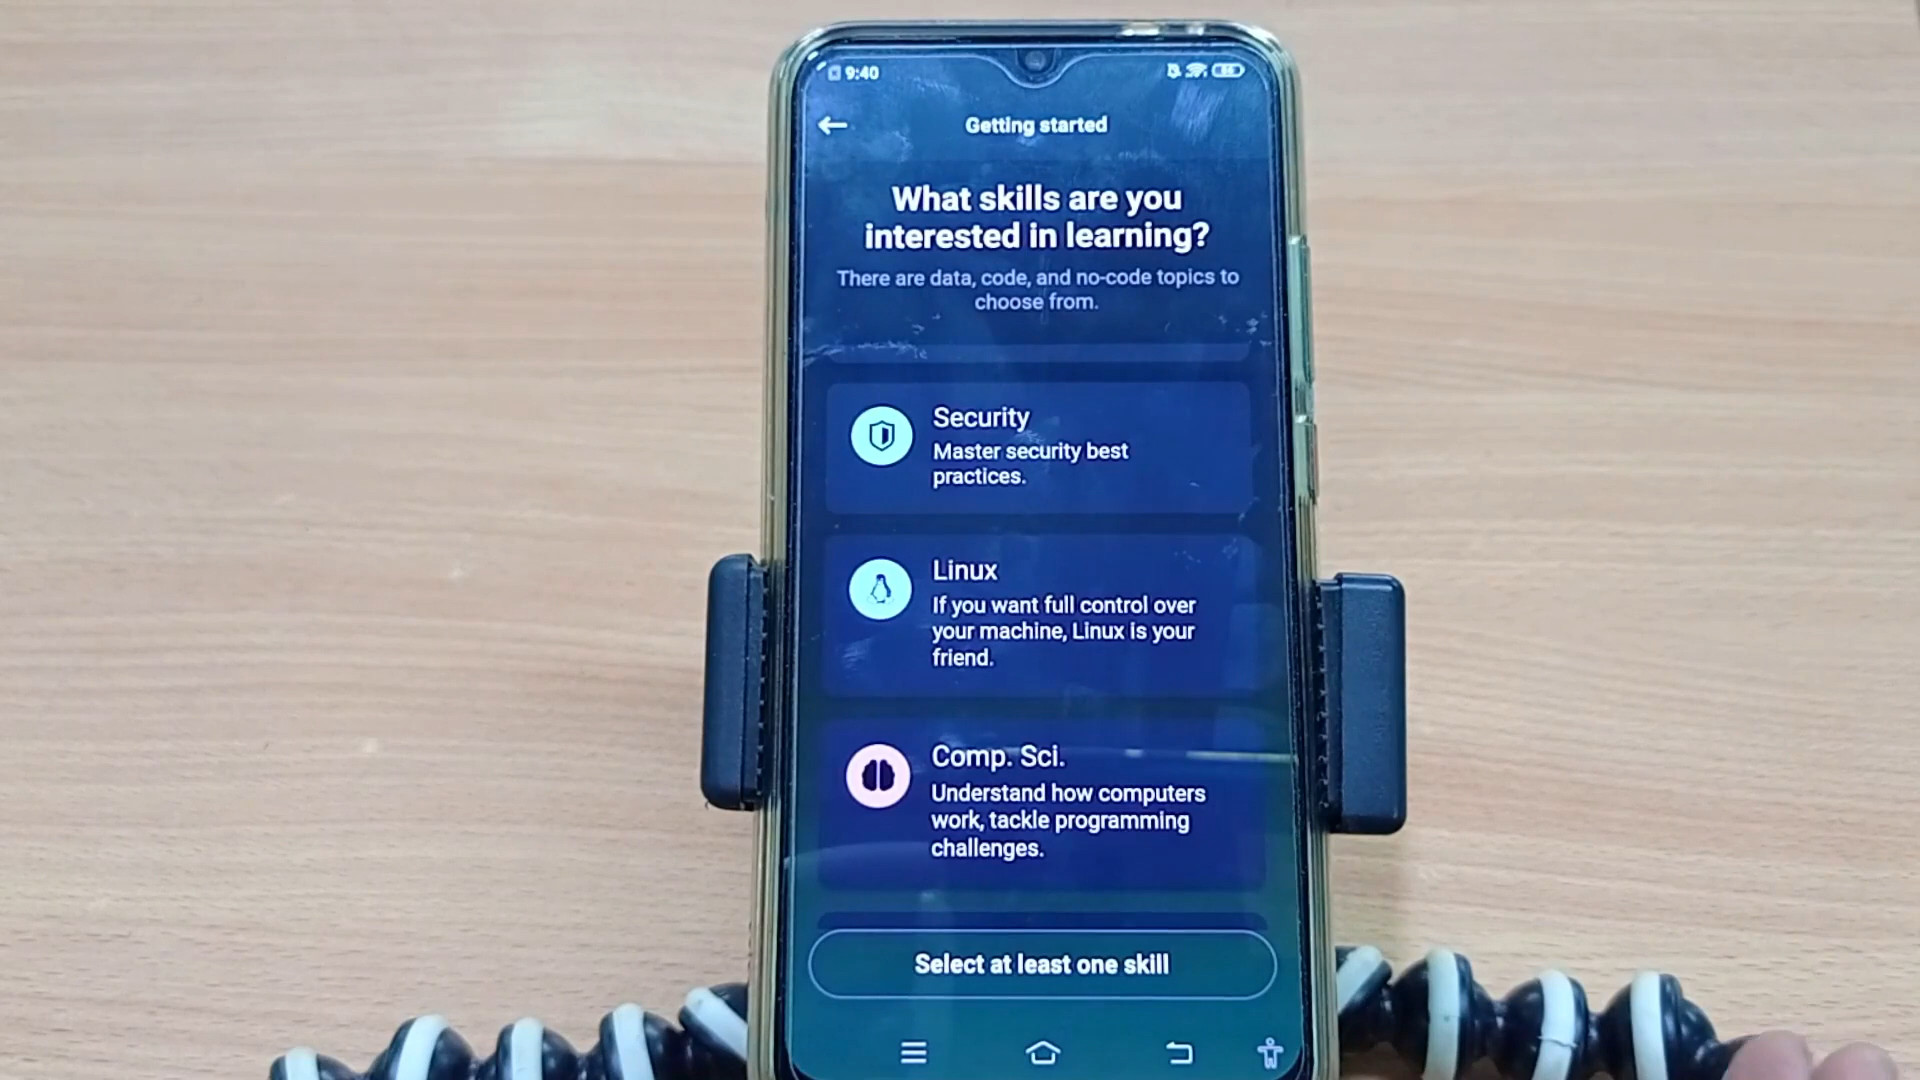 9:40
Getting started
What skills are you
interested in learning?
There are data, code, and no-code topics to
choose from.
Security
Master security best
practices.
Linux
If you want full control over
your machine, Linux is your
friend.
Comp. Sci.
Understand how computers
work, tackle programming
challenges.
Select at least one skill